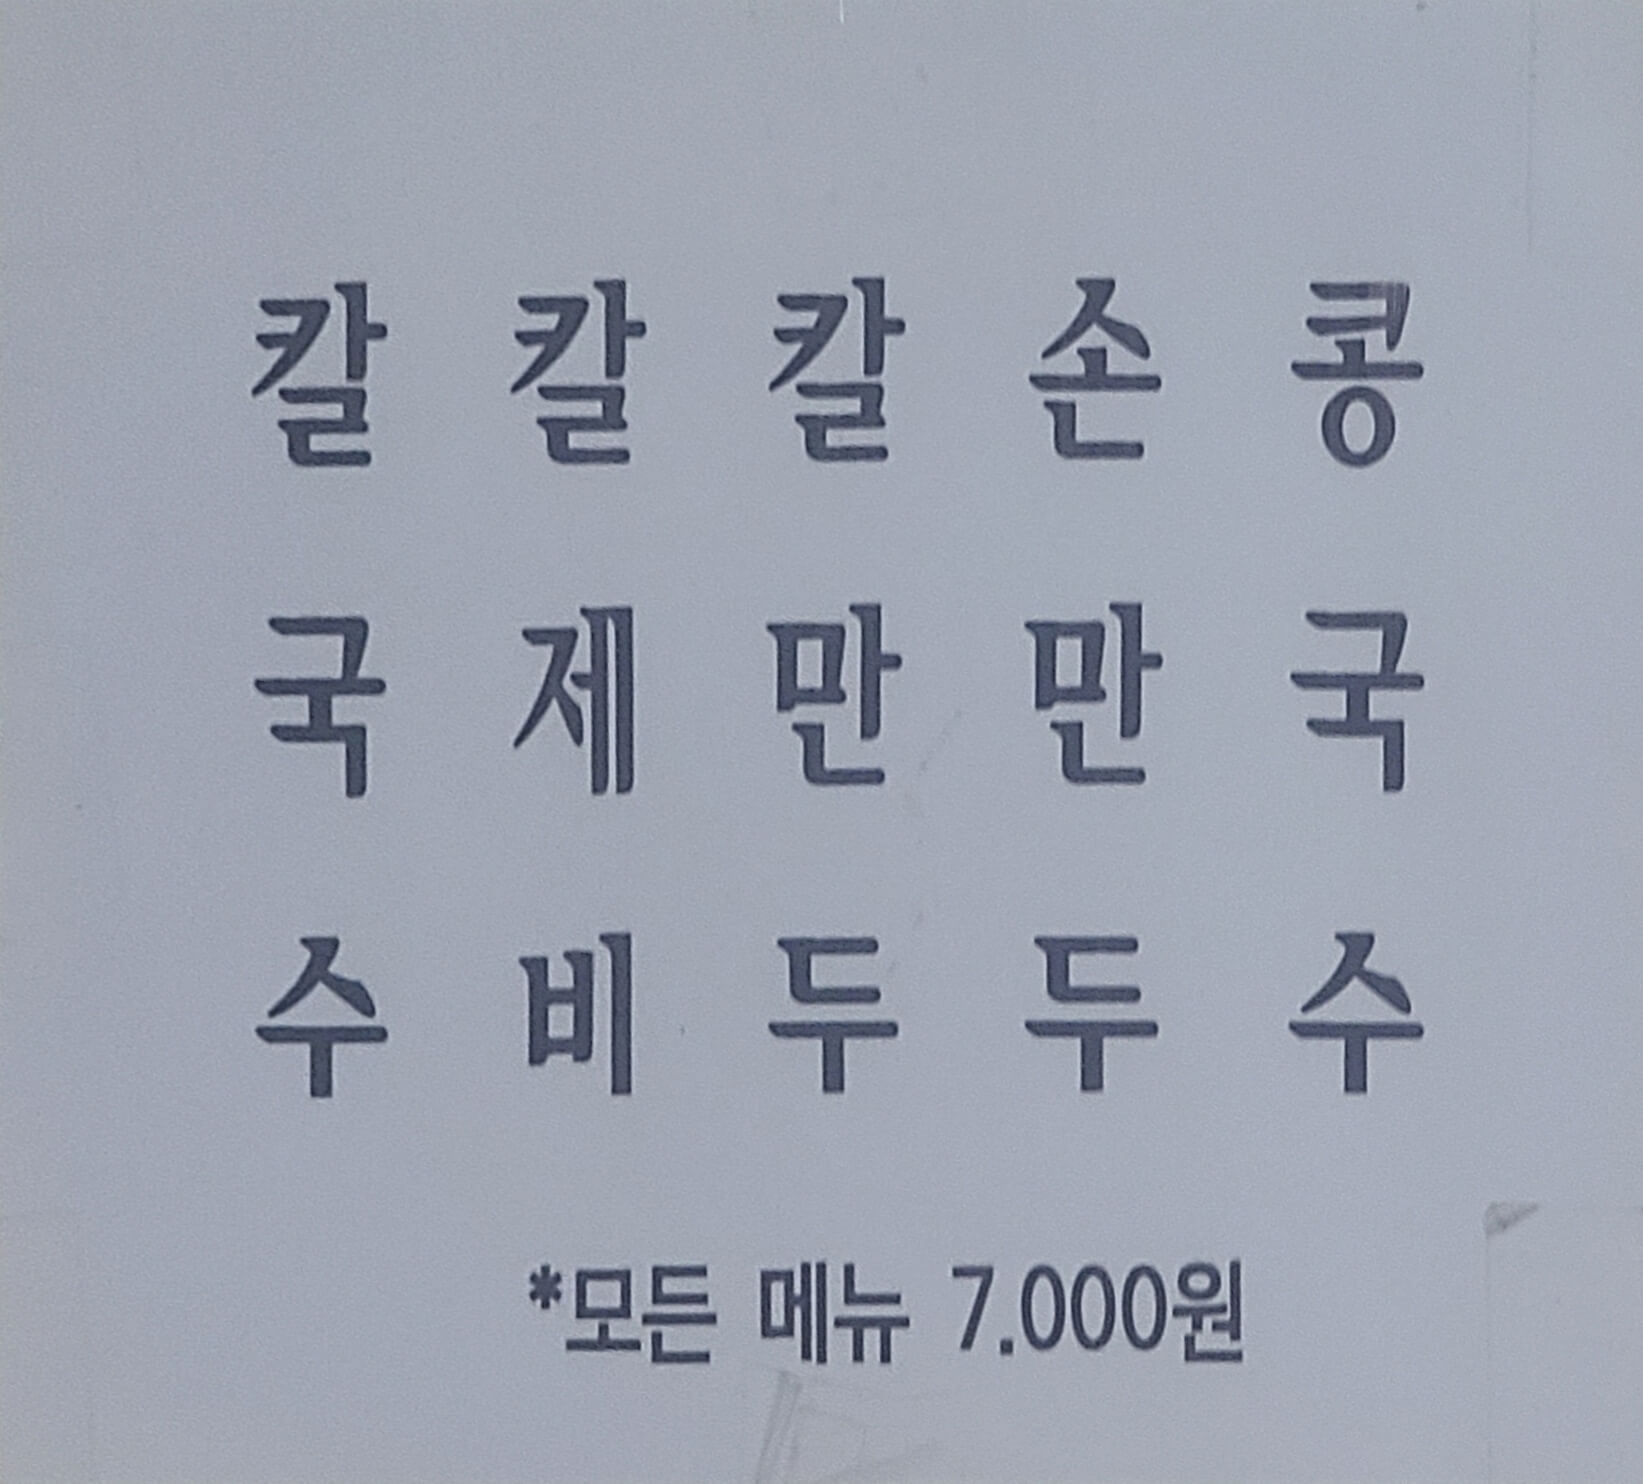 칼국수
칼제비
칼만두
손만두
콩국수
*모든 메뉴 7.000원